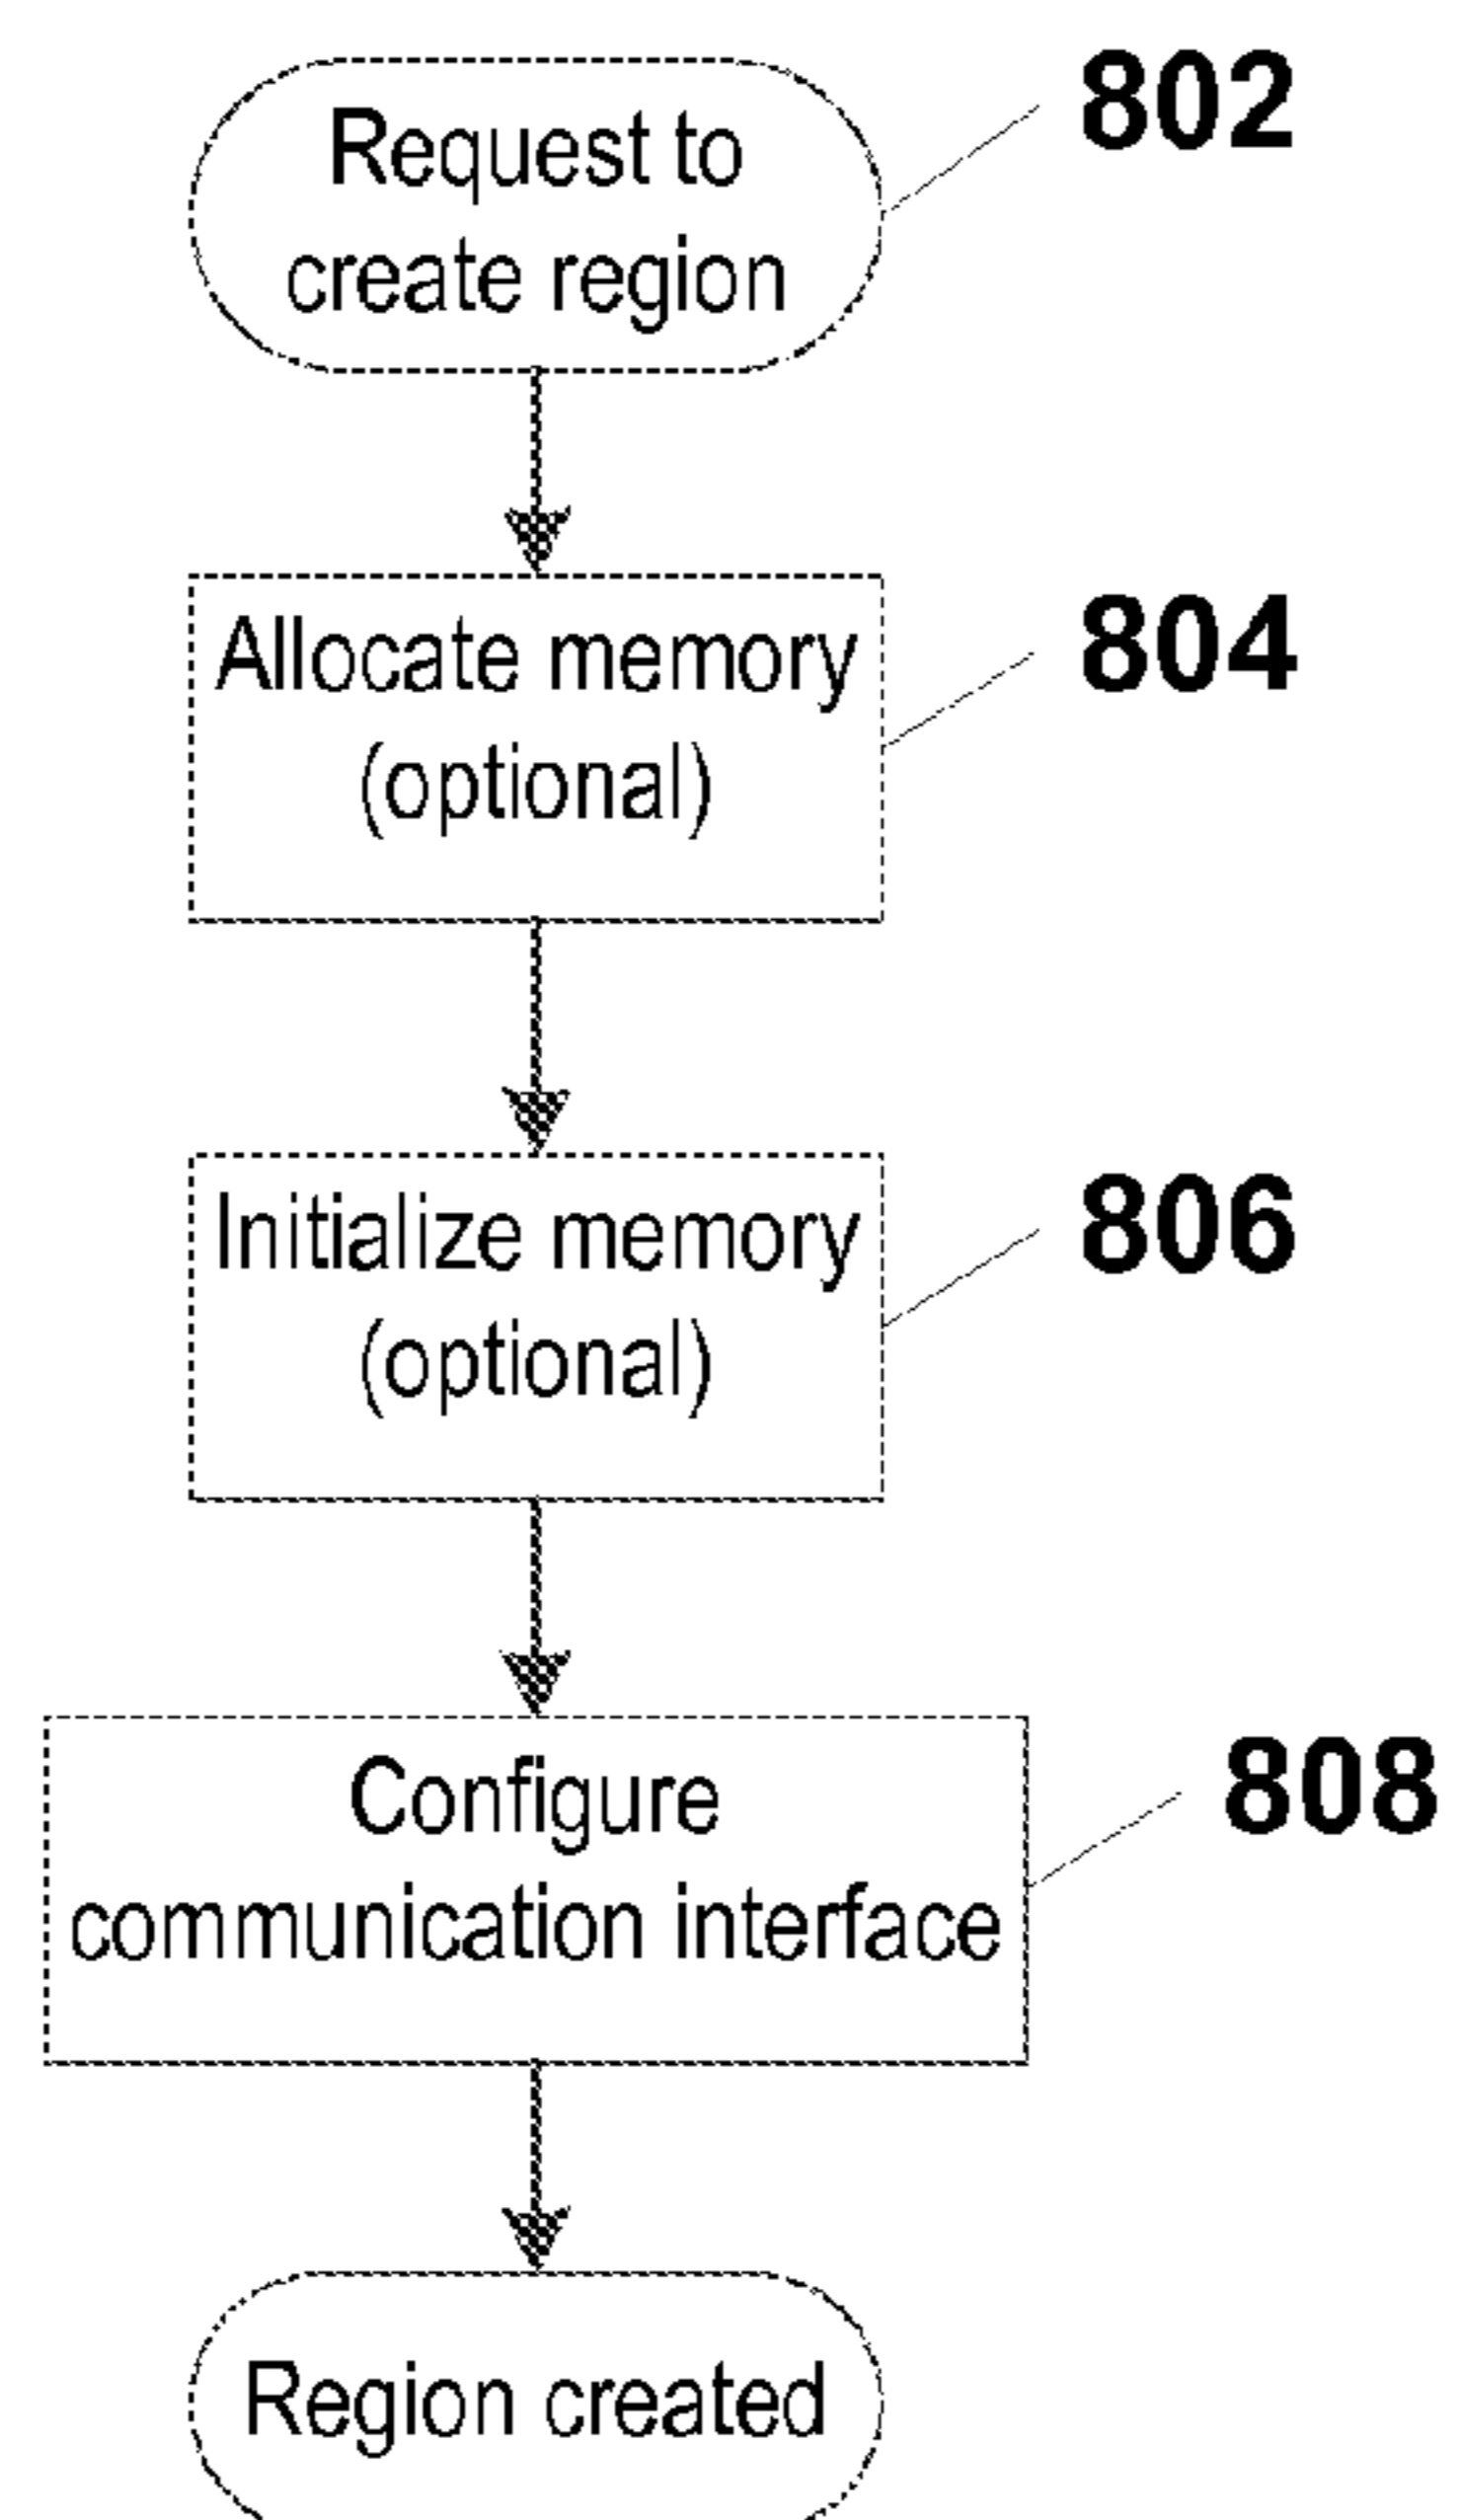 Request to
create region
802
Allocate memory
(optional)
804
Initialize memory
(optional)
806
Configure
communication interface
808
Region created